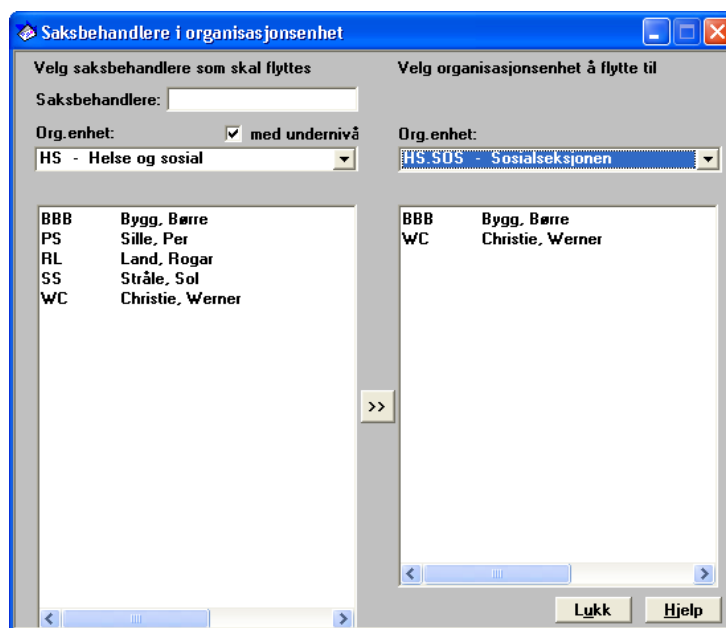 Saksbehandlere i organisasjonsenhet
Velg saksbehandlere som skal flyttes
Saksbehandlere:
Org.enhet: med undernivå
HS - Helse og sosial
BBB Bygg, Børre
PS Sille, Per
RL Land, Rogar
SS Stråle, Sol
WC Christie, Werner
>>
Velg organisasjonsenhet å flytte til
Org.enhet:
HS.SOS - Sosialseksjonen
BBB Bygg, Børre
WC Christie, Werner
Lukk Hjelp